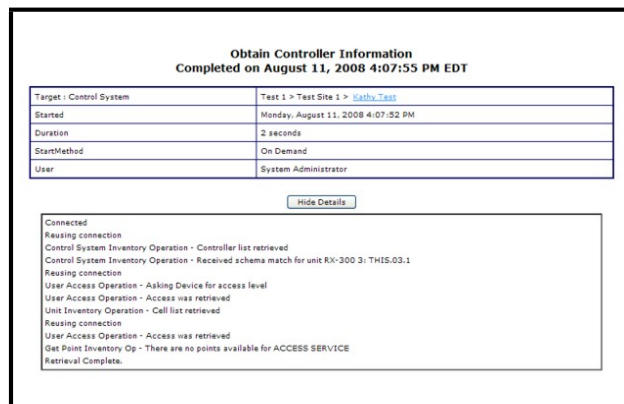 Obtain Controller Information
Completed on August 11, 2008 4:07:55 PM EDT
Target : Control System Test 1 > Test Site 1 > Kathy Test
Started Monday, August 11, 2008 4:07:52 PM
Duration 2 seconds
StartMethod On Demand
User System Administrator
Hide Details
Connected
Reusing connection
Control System Inventory Operation - Controller list retrieved
Control System Inventory Operation - Received schema match for unit RX-300 3: THIS.03.1
Reusing connection
User Access Operation - Asking Device for access level
User Access Operation - Access was retrieved
Unit Inventory Operation - Cell list retrieved
Reusing connection
User Access Operation - Access was retrieved
Get Point Inventory Op - There are no points available for ACCESS SERVICE
Retrieval Complete.